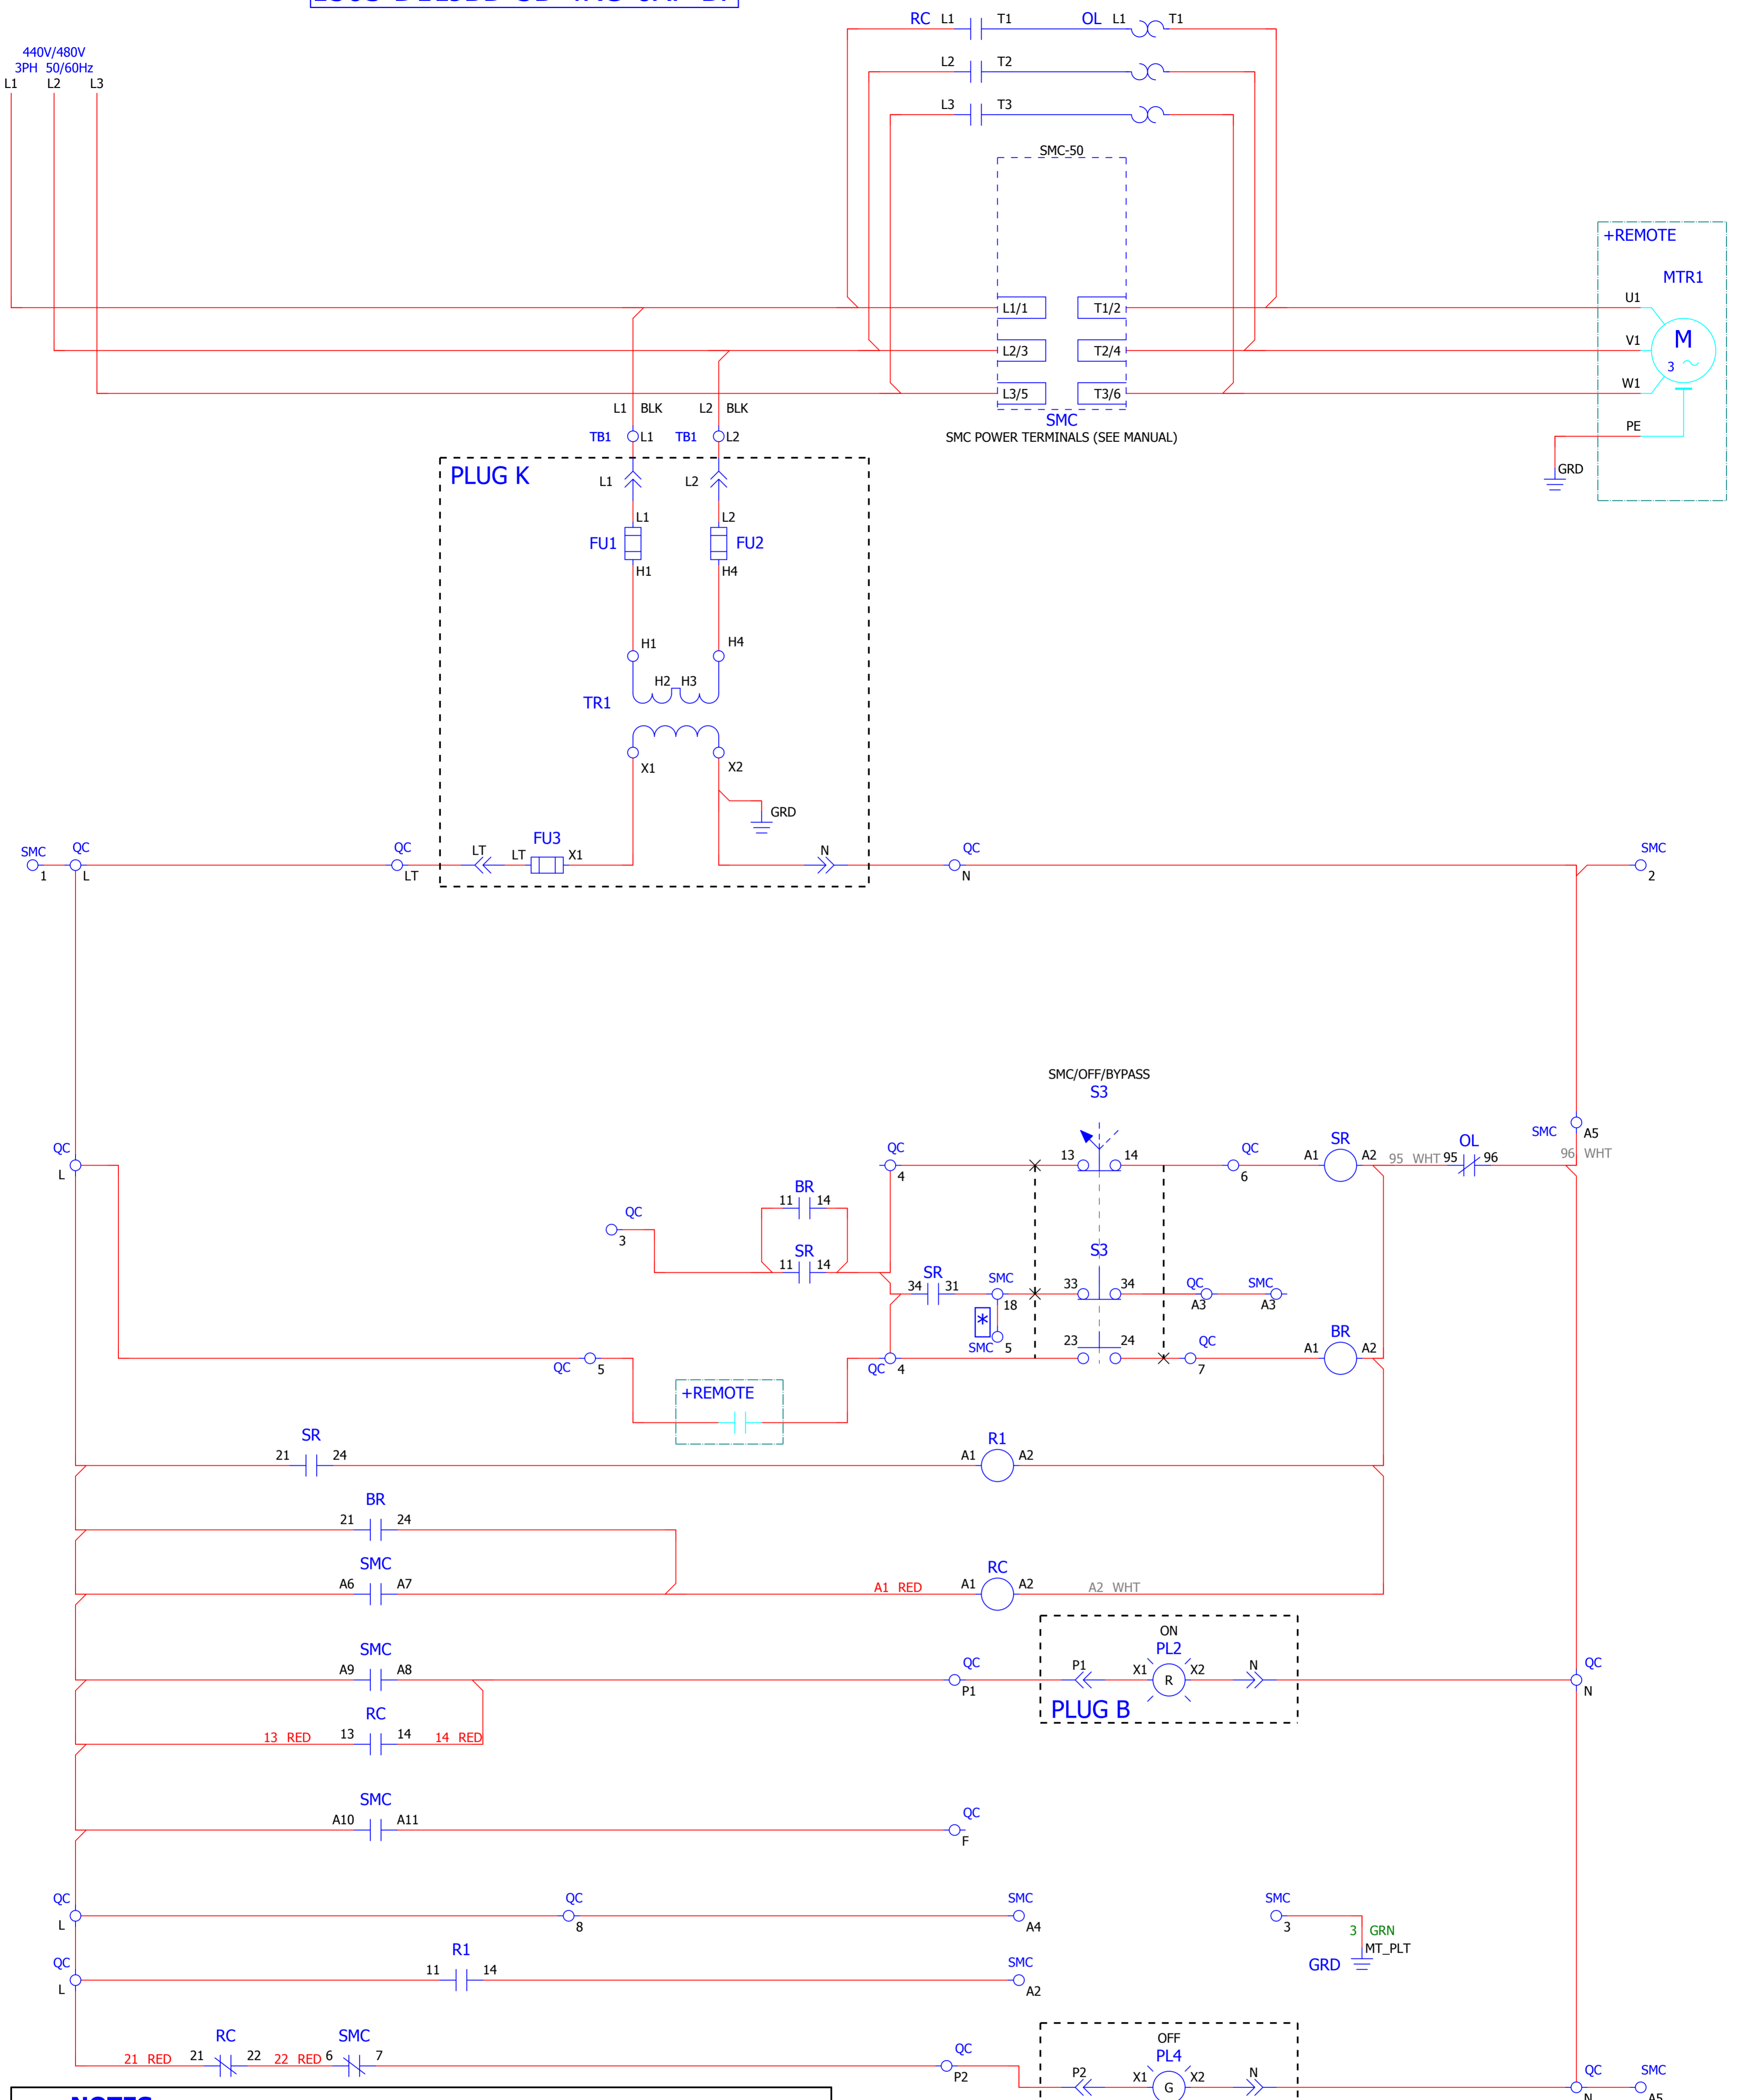 RC L1 T1 OL L1 T1
440V/480V
3PH 50/60Hz
L1 L2 L3
L2 T2
L3 T3
SMC-50
+REMOTE
MTR1
L1/1 T1/2 U1
L2/3 T2/4 V1 M
3
L3/5 T3/6 W1
L1 BLK L2 BLK
SMC
SMC POWER TERMINALS (SEE MANUAL)
PE
TB1 L1 TB1 L2
GRD
PLUG K
L1 L2
L1 L2
FU1 FU2
H1 H4
H1 H4
H2 H3
TR1
X1 X2
GRD
SMC QC QC LT LT FU3 X1 N QC SMC
1 L LT N 2
SMC/OFF/BYPASS
S3
SMC A5
QC QC 13 14 QC A1 SR A2 95 WHT 95 OL 96 96 WHT
L 4 6
BR
11 14
QC
3
SR
11 14
S3
SR
34 31 SMC 33 34 QC SMC
18 A3 A3
*
SMC 5 23 24 QC A1 BR A2
QC 5 QC 4 7
+REMOTE
SR R1
21 24 A1 A2
BR
21 24
SMC RC
A6 A7 A1 RED A1 A2 A2 WHT
ON
SMC QC PL2 QC
A9 A8 P1 X1 R X2 N
P1 N
PLUG B
RC
13 RED 13 14 14 RED
SMC
A10 A11 QC
F
QC QC SMC SMC
L 8 A4 3
3 GRN
MT_PLT
GRD
QC R1 SMC
11 14
L A2
OFF
RC SMC PL4
21 RED 21 22 22 RED 6 7 QC QC SMC
P2 P2 X1 G X2 N N A5